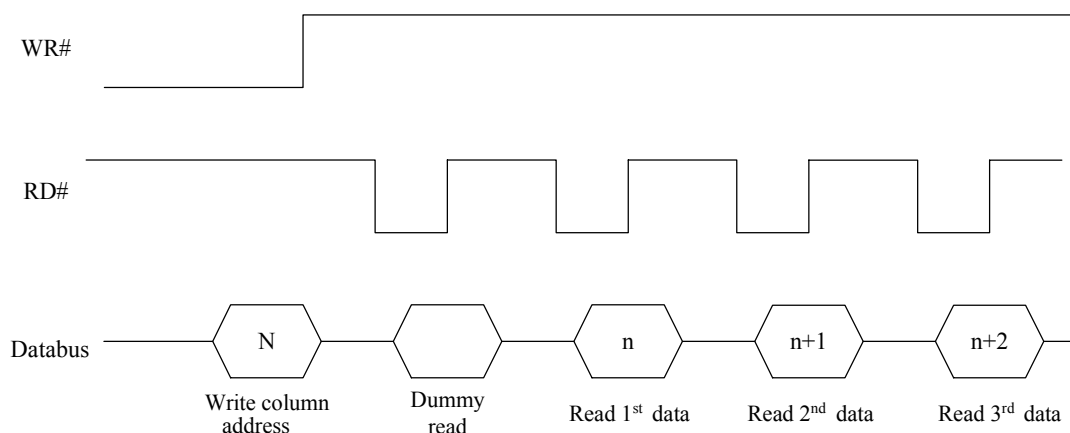 WR#
RD#
Databus
N
n
n+1
n+2
Write column
address
Dummy
read
Read 1st data
Read 2nd data
Read 3rd data